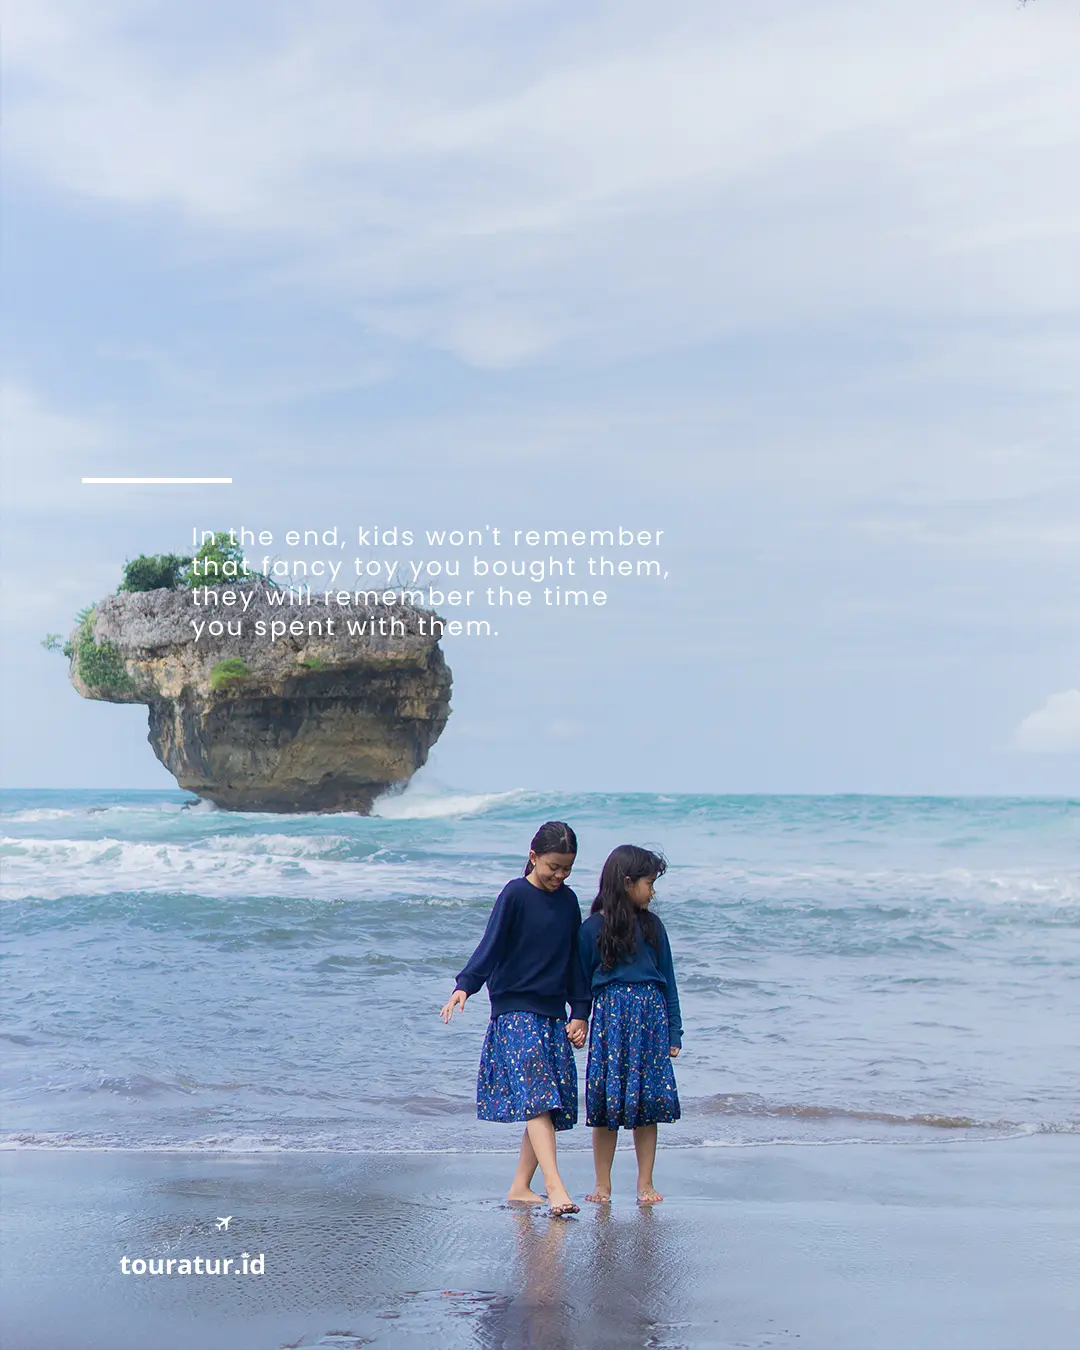 In the end, kids won't remember
that fancy toy you bought them,
they will remember the time
you spent with them.
touratur.id